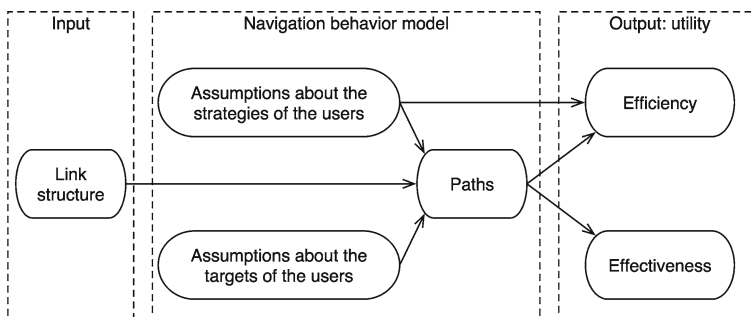 Input
Navigation behavior model
Output: utility
Assumptions about the
strategies of the users
Efficiency
Link
structure
Paths
Assumptions about the
targets of the users
Effectiveness